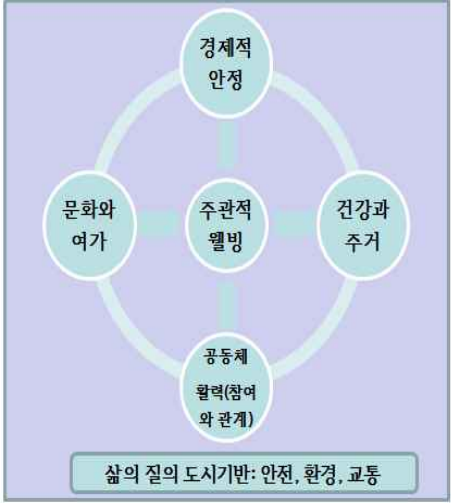 경제적
안정
문화와
여가
주관적
웰빙
건강과
주거
공동체
활력(참여
와 관계)
삶의 질의 도시기반: 안전, 환경, 교통